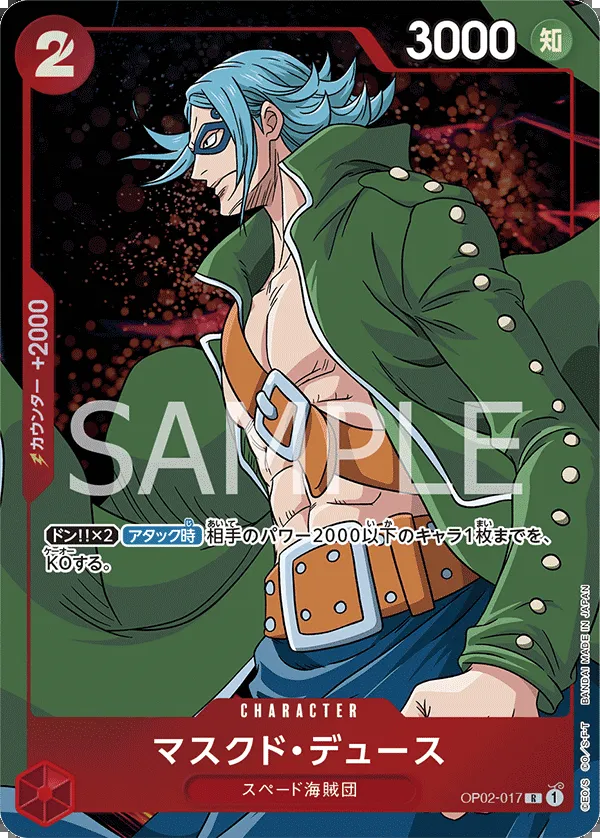 2
3000 知
カウンター +2000
SAMPLE
ドン!!×2 アタック時 相手のパワー2000以下のキャラ1枚までを、
KOする。
CHARACTER
マスクド・デュース
スペード海賊団
OP02-017 R 1
©E.O/S ©O/S・F・T BANDAI MADE IN JAPAN